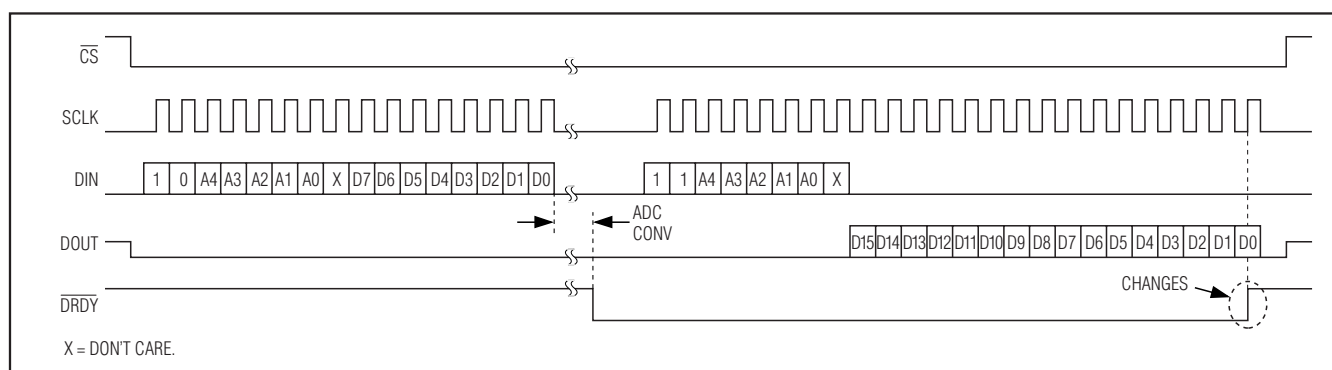 CS
SCLK
DIN 1 0 A4 A3 A2 A1 A0 X D7 D6 D5 D4 D3 D2 D1 D0 1 1 A4 A3 A2 A1 A0 X
ADC
CONV
DOUT D15 D14 D13 D12 D11 D10 D9 D8 D7 D6 D5 D4 D3 D2 D1 D0
CHANGES
DRDY
X = DON'T CARE.